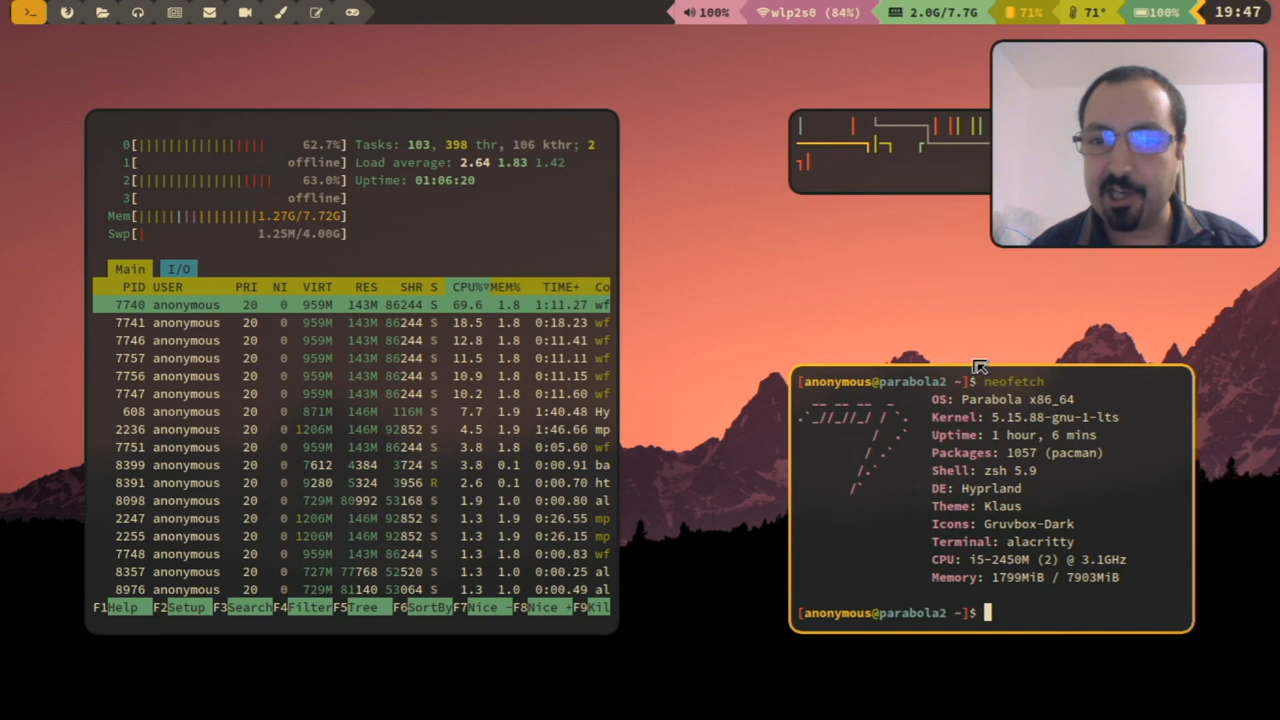 >_ 100% wlp2s0 (84%) 2.0G/7.7G 71% 71° 100% 19:47
0[|||||||||||||||||| 62.7%] Tasks: 103, 398 thr, 106 kthr; 2
1[ offline] Load average: 2.64 1.83 1.42
2[||||||||||||||||||| 63.0%] Uptime: 01:06:20
3[ offline]
Mem[|||||||||||||||||1.27G/7.72G]
Swp[| 1.25M/4.00G]
Main I/O
PID USER PRI NI VIRT RES SHR S CPU%▽MEM% TIME+ Co
7740 anonymous 20 0 959M 143M 86244 S 69.6 1.8 1:11.27 wf
7741 anonymous 20 0 959M 143M 86244 S 18.5 1.8 0:18.23 wf
7746 anonymous 20 0 959M 143M 86244 S 12.8 1.8 0:11.41 wf
7757 anonymous 20 0 959M 143M 86244 S 11.5 1.8 0:11.11 wf
7756 anonymous 20 0 959M 143M 86244 S 10.9 1.8 0:11.15 wf
7747 anonymous 20 0 959M 143M 86244 S 10.2 1.8 0:11.60 wf
608 anonymous 20 0 871M 146M 116M S 7.7 1.9 1:40.48 Hy
2236 anonymous 20 0 1206M 146M 92852 S 4.5 1.9 1:46.66 mp
7751 anonymous 20 0 959M 143M 86244 S 3.8 1.8 0:05.60 wf
8399 anonymous 20 0 7612 4384 3724 S 3.8 0.1 0:00.91 ba
8391 anonymous 20 0 9280 5324 3956 R 2.6 0.1 0:00.70 ht
8098 anonymous 20 0 729M 80992 53168 S 1.9 1.0 0:00.80 al
2247 anonymous 20 0 1206M 146M 92852 S 1.3 1.9 0:26.55 mp
2255 anonymous 20 0 1206M 146M 92852 S 1.3 1.9 0:26.15 mp
7748 anonymous 20 0 959M 143M 86244 S 1.3 1.8 0:00.83 wf
8357 anonymous 20 0 727M 77768 52520 S 1.3 1.0 0:00.25 al
8976 anonymous 20 0 729M 81140 53064 S 1.3 1.0 0:00.49 al
F1Help F2Setup F3SearchF4FilterF5Tree F6SortByF7Nice -F8Nice +F9Kil
[anonymous@parabola2 ~]$ neofetch
OS: Parabola x86_64
Kernel: 5.15.88-gnu-1-lts
Uptime: 1 hour, 6 mins
Packages: 1057 (pacman)
Shell: zsh 5.9
DE: Hyprland
Theme: Klaus
Icons: Gruvbox-Dark
Terminal: alacritty
CPU: i5-2450M (2) @ 3.1GHz
Memory: 1799MiB / 7903MiB
[anonymous@parabola2 ~]$